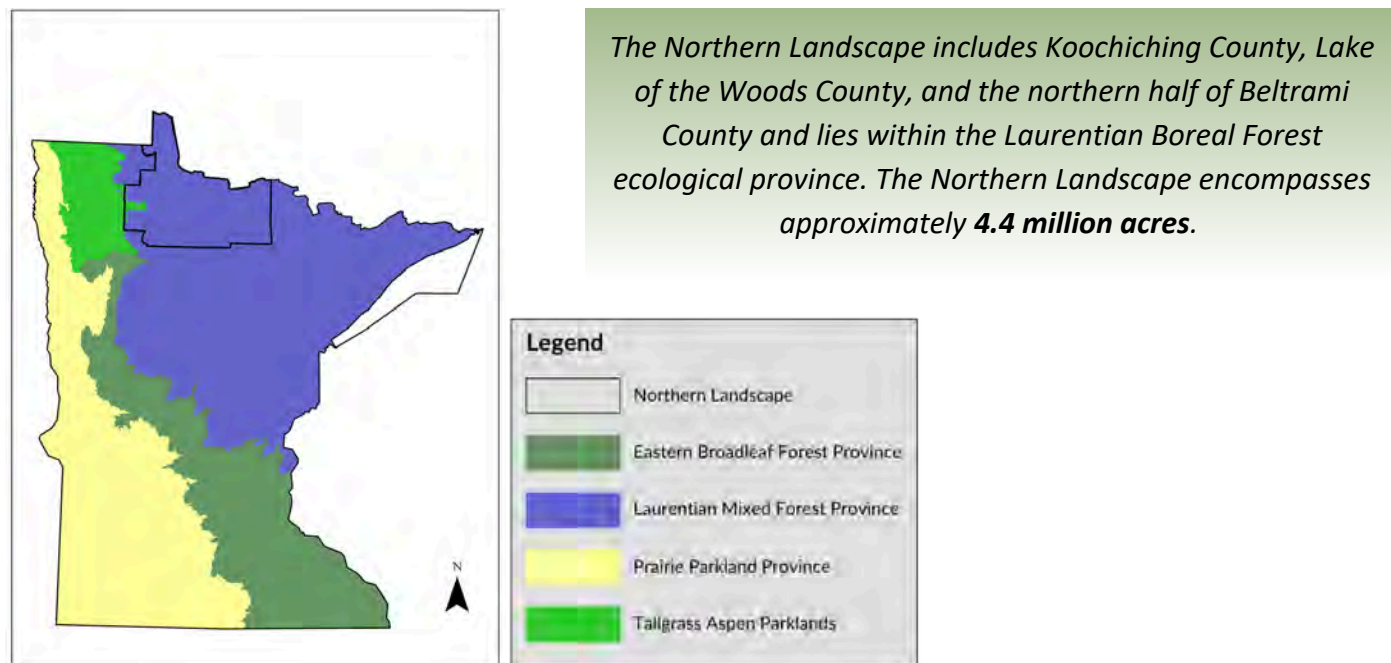 The Northern Landscape includes Koochiching County, Lake
of the Woods County, and the northern half of Beltrami
County and lies within the Laurentian Boreal Forest
ecological province. The Northern Landscape encompasses
approximately 4.4 million acres.
N
Legend
Northern Landscape
Eastern Broadleaf Forest Province
Laurentian Mixed Forest Province
Prairie Parkland Province
Tallgrass Aspen Parklands